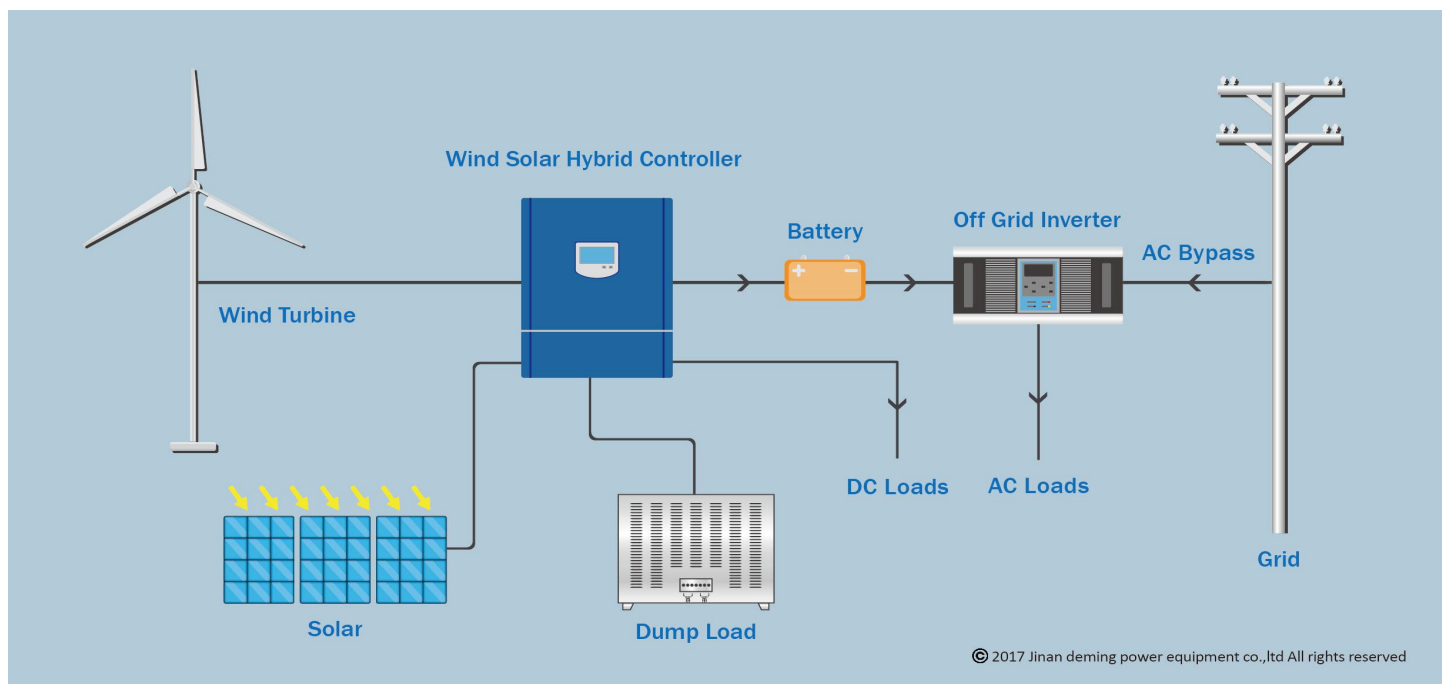 Wind Solar Hybrid Controller
Battery
Off Grid Inverter
AC Bypass
Wind Turbine
DC Loads
AC Loads
Grid
Solar
Dump Load
© 2017 Jinan deming power equipment co.,ltd All rights reserved